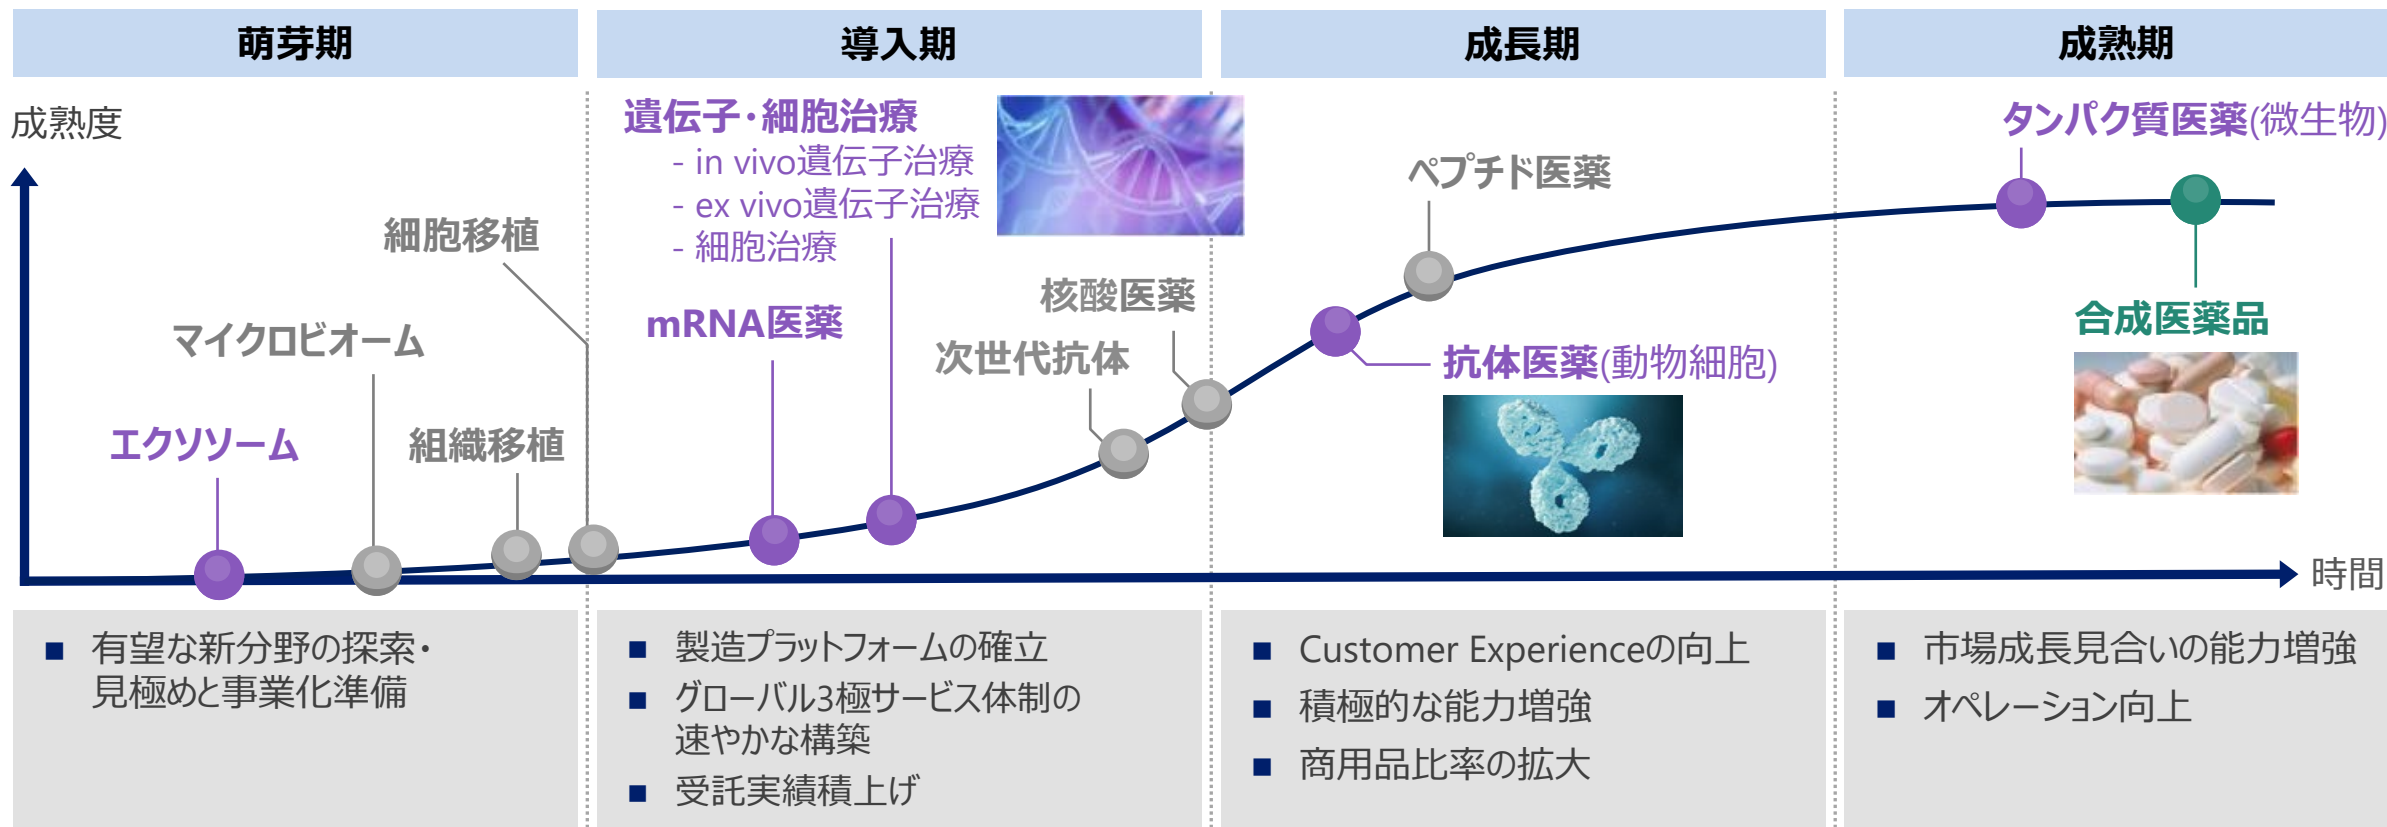 萌芽期
導入期
成長期
成熟期
成熟度
エクソソーム
マイクロビオーム
組織移植
細胞移植
遺伝子・細胞治療
- in vivo遺伝子治療
- ex vivo遺伝子治療
- 細胞治療
mRNA医薬
次世代抗体
核酸医薬
ペプチド医薬
抗体医薬(動物細胞)
タンパク質医薬(微生物)
合成医薬品
時間
■ 有望な新分野の探索・
見極めと事業化準備
■ 製造プラットフォームの確立
■ グローバル3極サービス体制の
速やかな構築
■ 受託実績積上げ
■ Customer Experienceの向上
■ 積極的な能力増強
■ 商用品比率の拡大
■ 市場成長見合いの能力増強
■ オペレーション向上